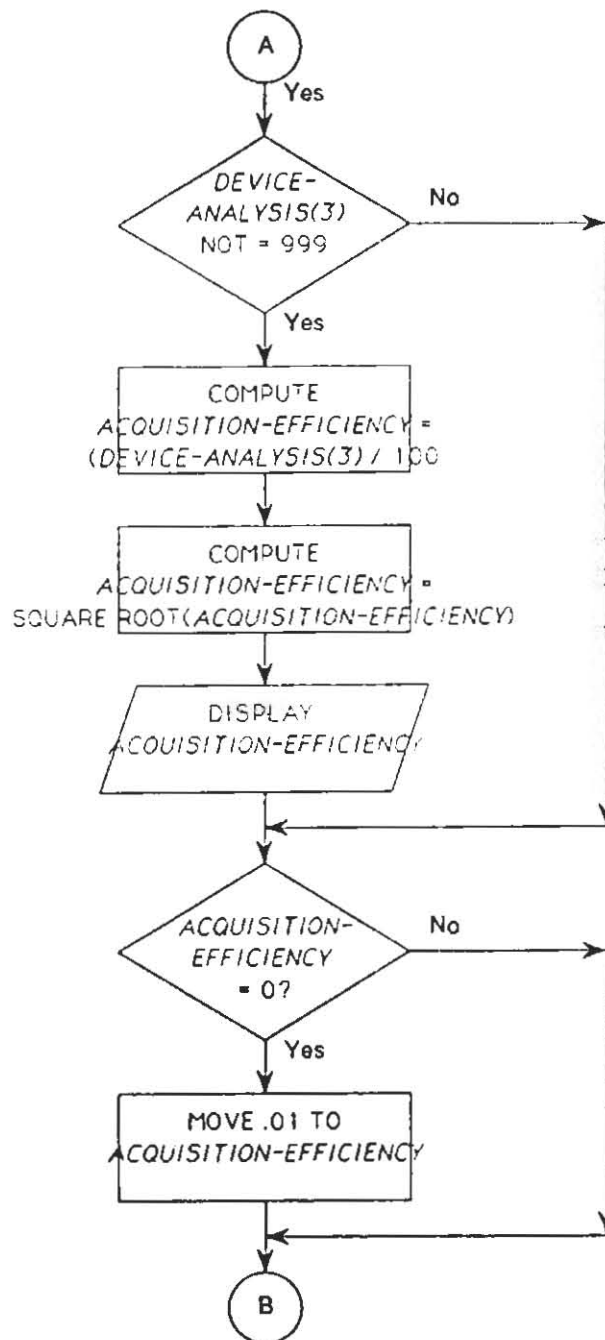 A
Yes
DEVICE-
ANALYSIS(3)
NOT = 999
No
Yes
COMPUTE
ACQUISITION-EFFICIENCY =
(DEVICE-ANALYSIS(3) / 100
COMPUTE
ACQUISITION-EFFICIENCY =
SQUARE ROOT(ACQUISITION-EFFICIENCY)
DISPLAY
ACQUISITION-EFFICIENCY
ACQUISITION-
EFFICIENCY
= 0?
No
Yes
MOVE .01 TO
ACQUISITION-EFFICIENCY
B